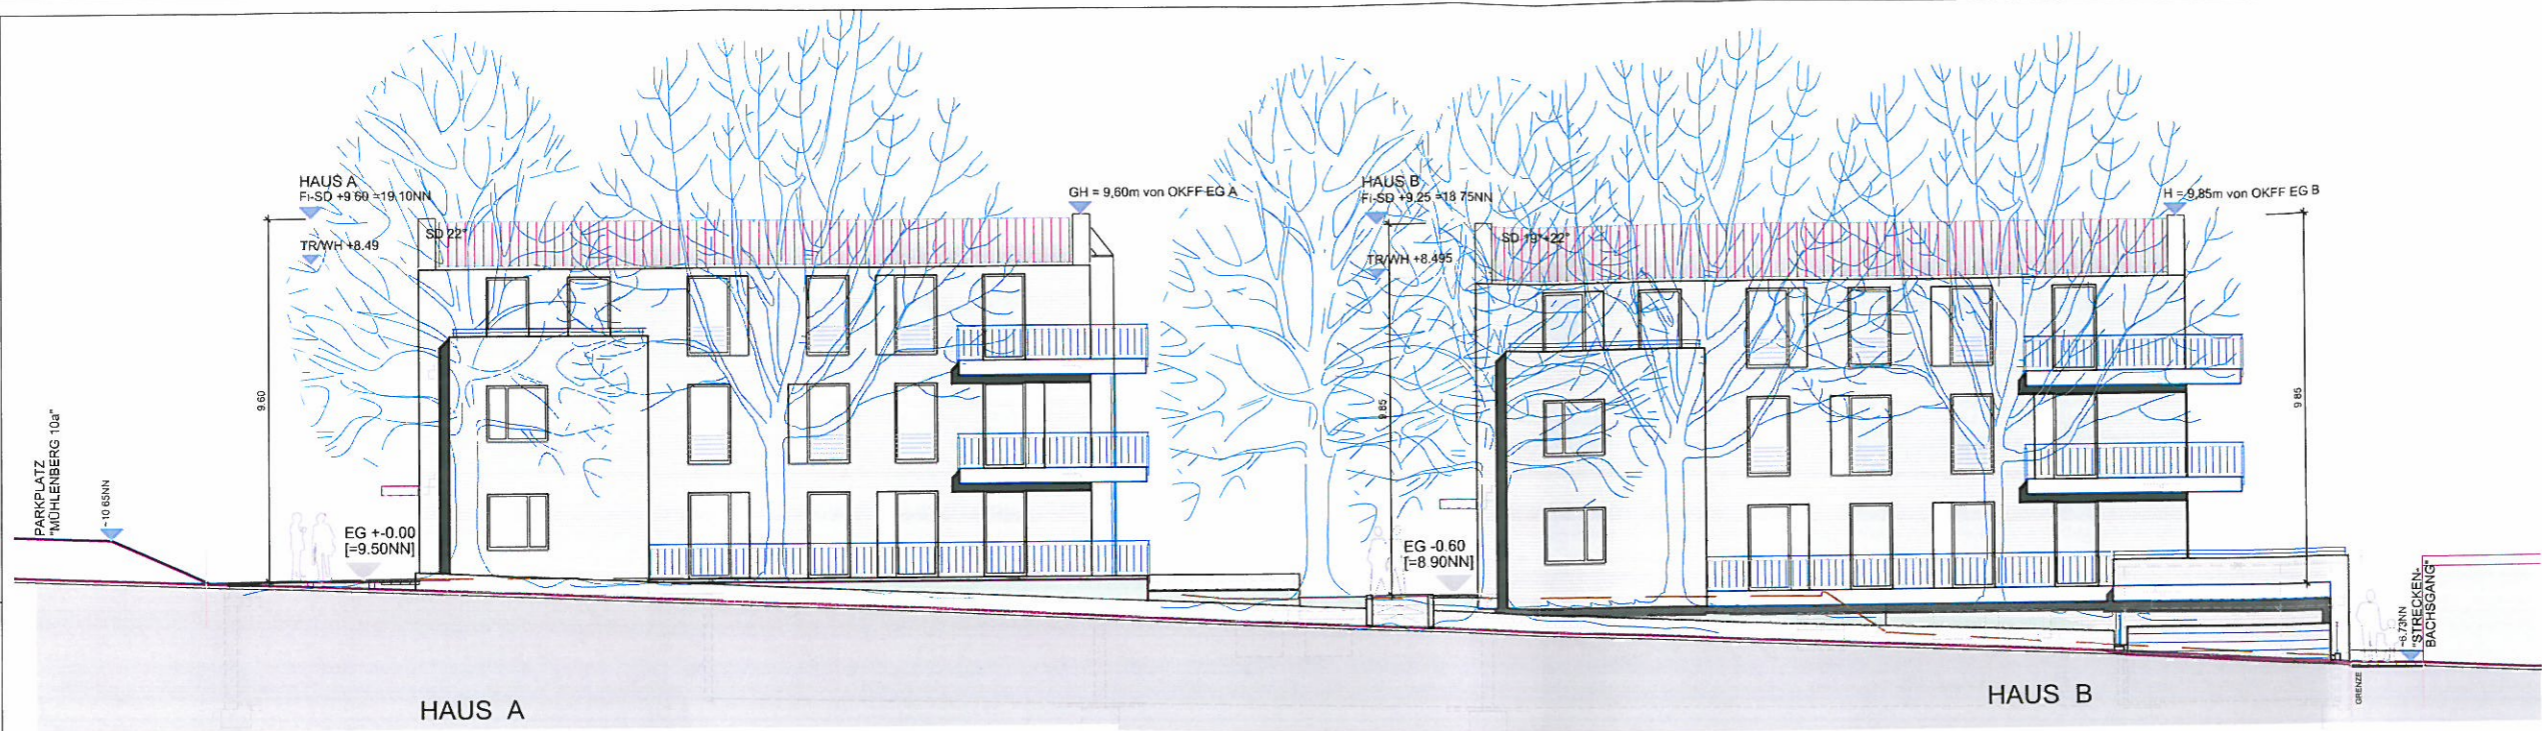 HAUS A
FI-SD +9.60 =19.10NN
TR/WH +8.49
SD 22°
GH = 9,60m von OKFF EG A
9.60
PARKPLATZ
"MÜHLENBERG 10a"
~10.65NN
EG +-0.00
[=9.50NN]
HAUS A
HAUS B
FI-SD +9.25 =18.75NN
TR/WH +8.495
SD 19°-22°
H = 9,85m von OKFF EG B
9.85
9.85
EG -0.60
[=8.90NN]
~6.73NN
"STRECKEN-
BACHSGANG"
GRENZE
HAUS B